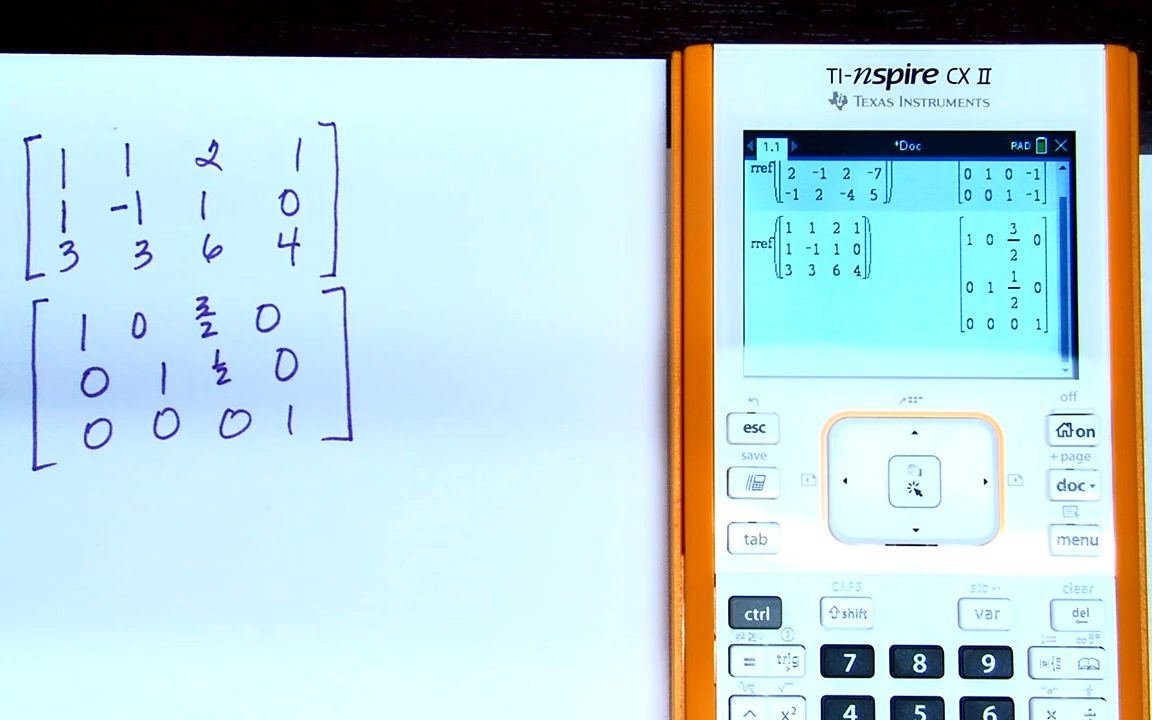 1 1 2 1
1 -1 1 0
3 3 6 4
1 0 3/2 0
0 1 1/2 0
0 0 0 1
TI-nspire CX II
TEXAS INSTRUMENTS
1.1 *Doc RAD
rref([2 -1 2 -7 -1 2 -4 5]) [0 1 0 -1 0 0 1 -1]
rref([1 1 2 1 1 -1 1 0 3 3 6 4]) [1 0 3/2 0 0 1 1/2 0 0 0 0 1]
off
esc on
save + page
doc
tab menu
CAPS sto→ clear
ctrl ⇧shift var del
= trig 7 8 9
^ x² 4 5 6 × ÷